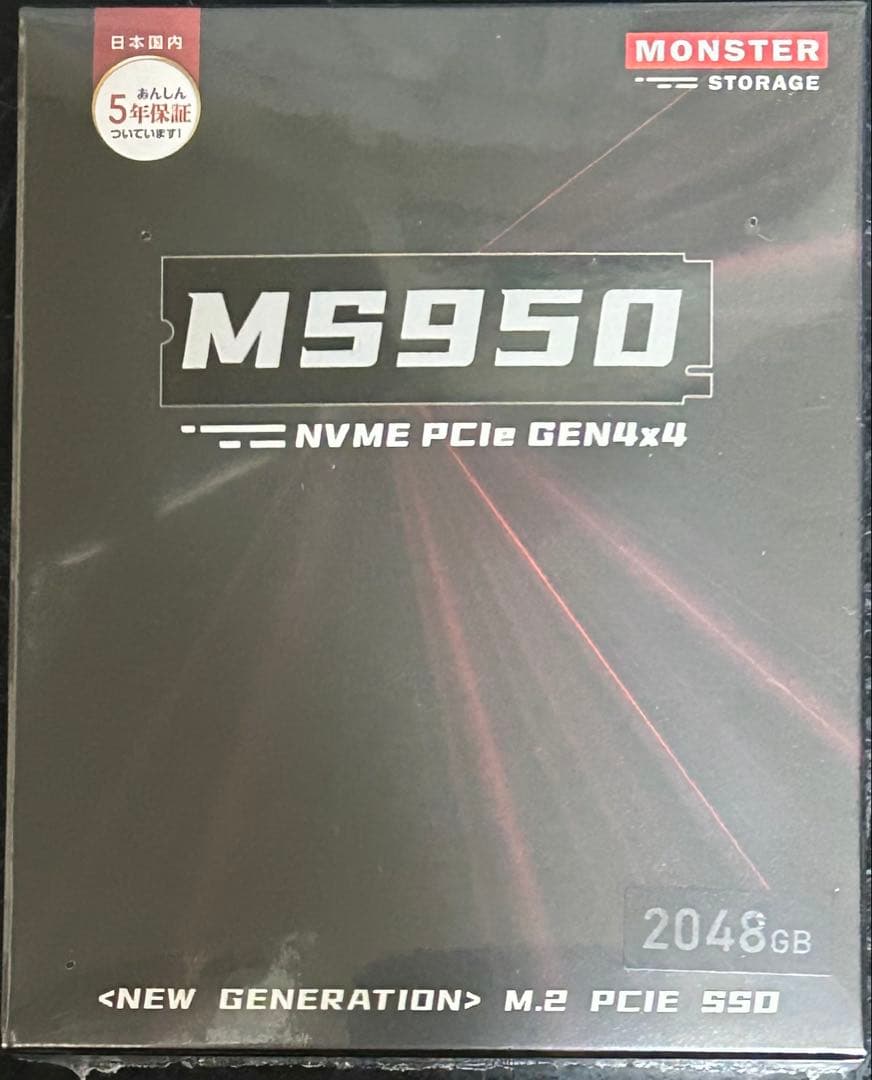 日本国内
あんしん
5年保証
ついています!
MONSTER
STORAGE
MS950
NVME PCIe GEN4x4
2048GB
<NEW GENERATION> M.2 PCIE SSD